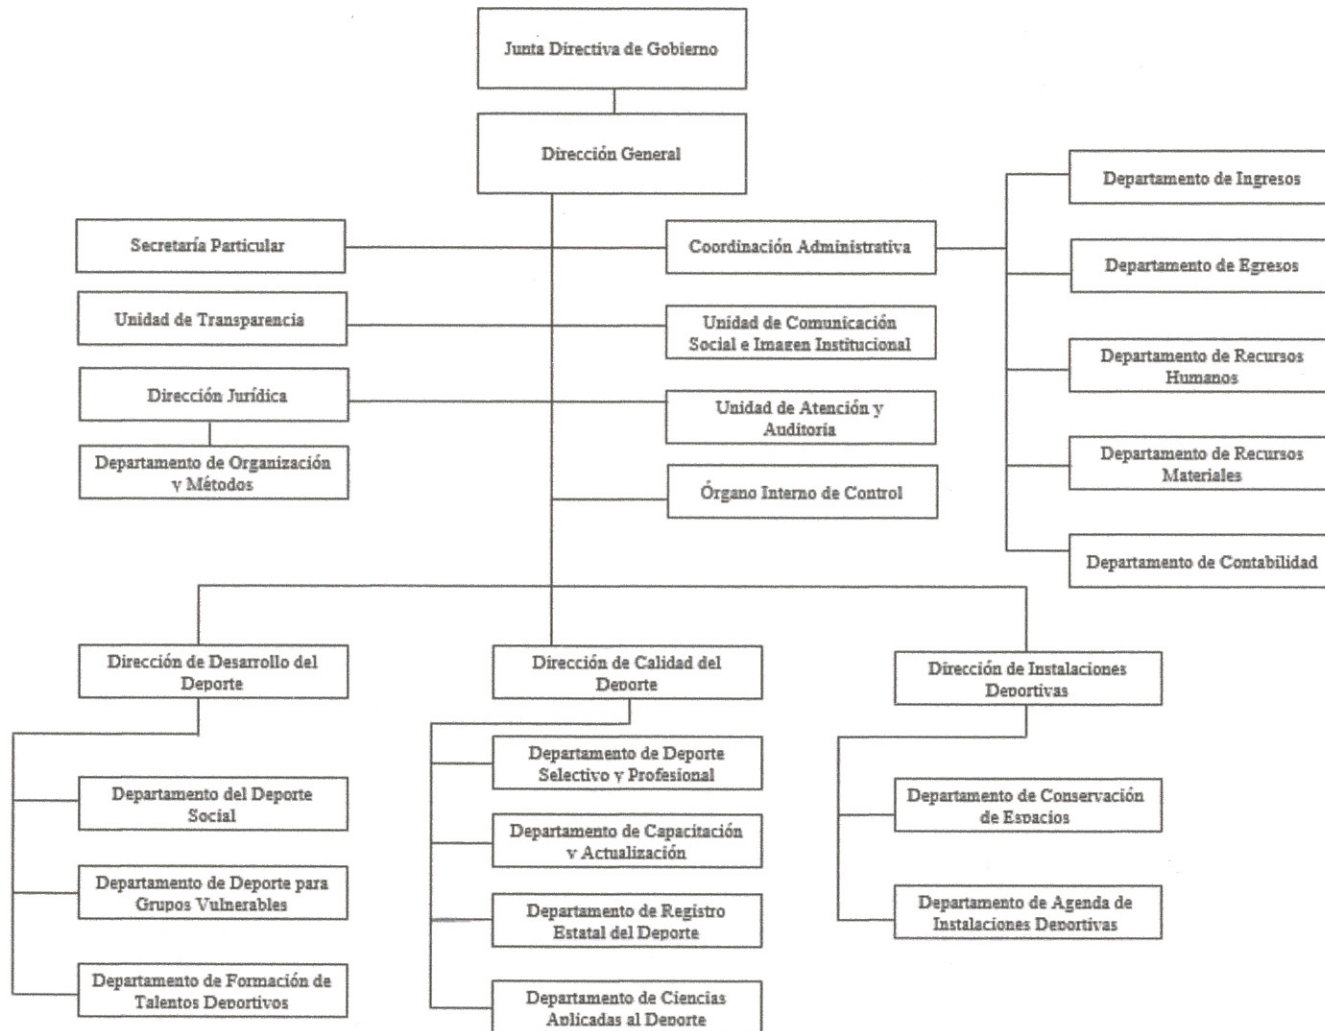 Junta Directiva de Gobierno
Dirección General
Departamento de Ingresos
Secretaría Particular
Coordinación Administrativa
Departamento de Egresos
Unidad de Transparencia
Unidad de Comunicación
Social e Imagen Institucional
Departamento de Recursos
Humanos
Dirección Jurídica
Unidad de Atención y
Auditoría
Departamento de Organización
y Métodos
Departamento de Recursos
Materiales
Órgano Interno de Control
Departamento de Contabilidad
Dirección de Desarrollo del
Deporte
Dirección de Calidad del
Deporte
Dirección de Instalaciones
Deportivas
Departamento del Deporte
Social
Departamento de Deporte para
Grupos Vulnerables
Departamento de Formación de
Talentos Deportivos
Departamento de Deporte
Selectivo y Profesional
Departamento de Capacitación
y Actualización
Departamento de Registro
Estatal del Deporte
Departamento de Ciencias
Aplicadas al Deporte
Departamento de Conservación
de Espacios
Departamento de Agenda de
Instalaciones Deportivas